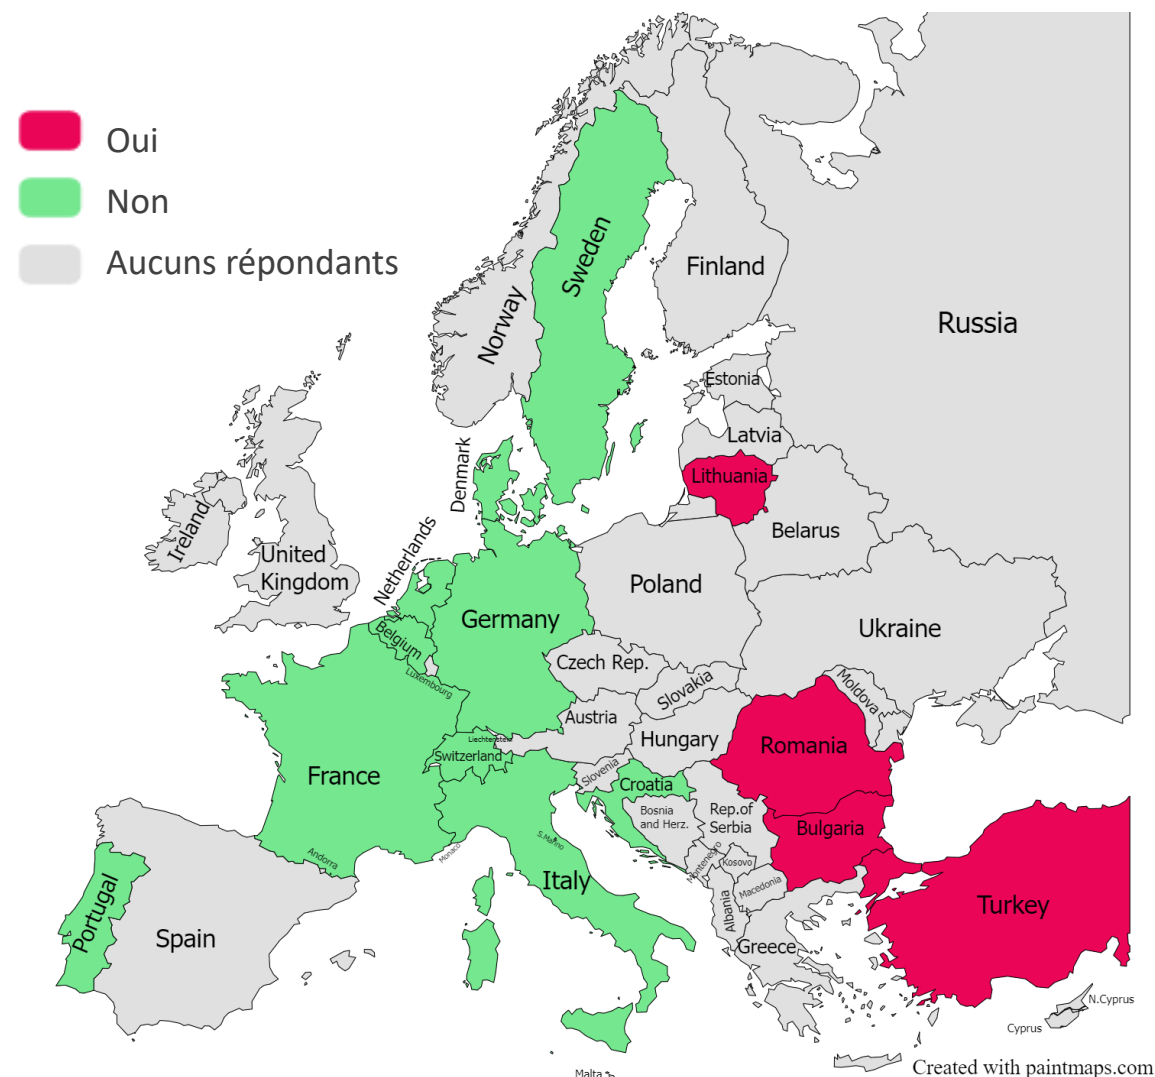 Oui
Non
Aucuns répondants
Sweden
Finland
Norway
Russia
Estonia
Latvia
Denmark
Lithuania
Ireland
United
Kingdom
Netherlands
Belarus
Poland
Germany
Belgium
Ukraine
Czech Rep.
Luxembourg
Slovakia
Moldova
Austria
Liechtenstein
Switzerland
Hungary
Romania
France
Slovenia
Croatia
Bosnia
and Herz.
Rep.of
Serbia
Bulgaria
S.Marino
Monaco
Andorra
Montenegro
Kosovo
Italy
Macedonia
Albania
Turkey
Portugal
Spain
Greece
N.Cyprus
Cyprus
Malta
Created with paintmaps.com